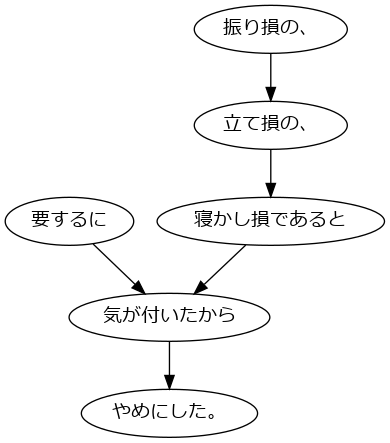 振り損の、
立て損の、
要するに
寝かし損であると
気が付いたから
やめにした。